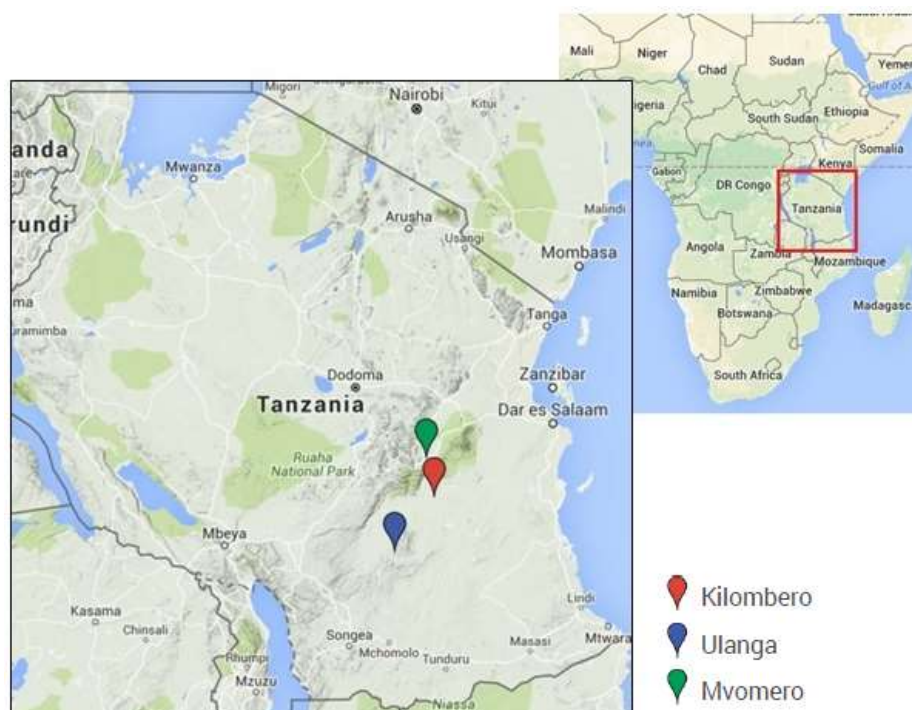 Mali
Niger
Chad
Sudan
Yemen
Gulf of A
igeria
South Sudan
Ethiopia
Somalia
Gabon
DR Congo
Kenya
Tanzania
Angola
Zambia
Mozambique
Namibia
Zimbabwe
Botswana
Madagasc
South Africa
Migori
Nairobi
Kitui
anda
Mwanza
rundi
Arusha
Usangi
Malindi
Mombasa
uramimba
Tanga
Dodoma
Tanzania
Zanzibar
Dar es Salaam
Ruaha
National Park
Mbeya
Kasama
Chinsali
Songea
Mchomolo
Tunduru
Masasi
Lindi
Mtwara
Rhumpi
Mzuzu
Niassa
Kilombero
Ulanga
Mvomero